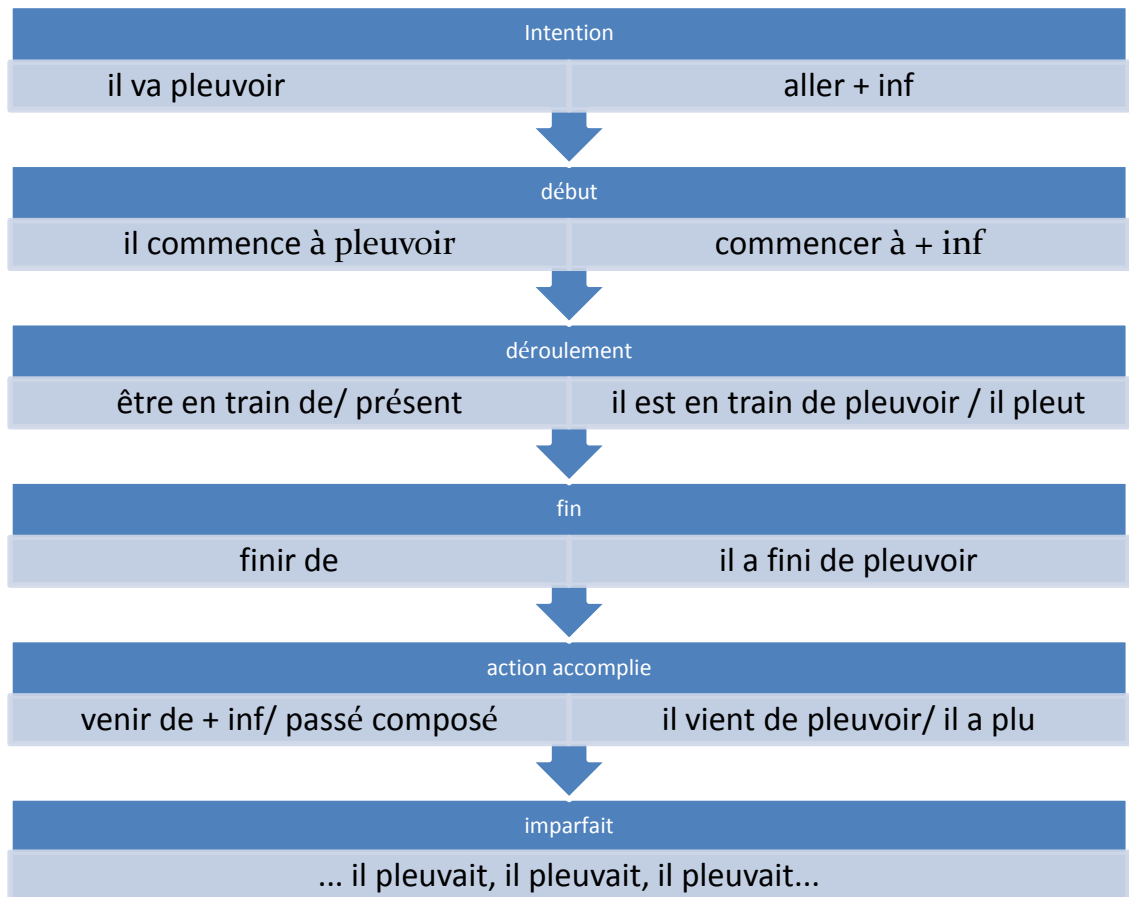 Intention
il va pleuvoir aller + inf
début
il commence à pleuvoir commencer à + inf
déroulement
être en train de/ présent il est en train de pleuvoir / il pleut
fin
finir de il a fini de pleuvoir
action accomplie
venir de + inf/ passé composé il vient de pleuvoir/ il a plu
imparfait
... il pleuvait, il pleuvait, il pleuvait...